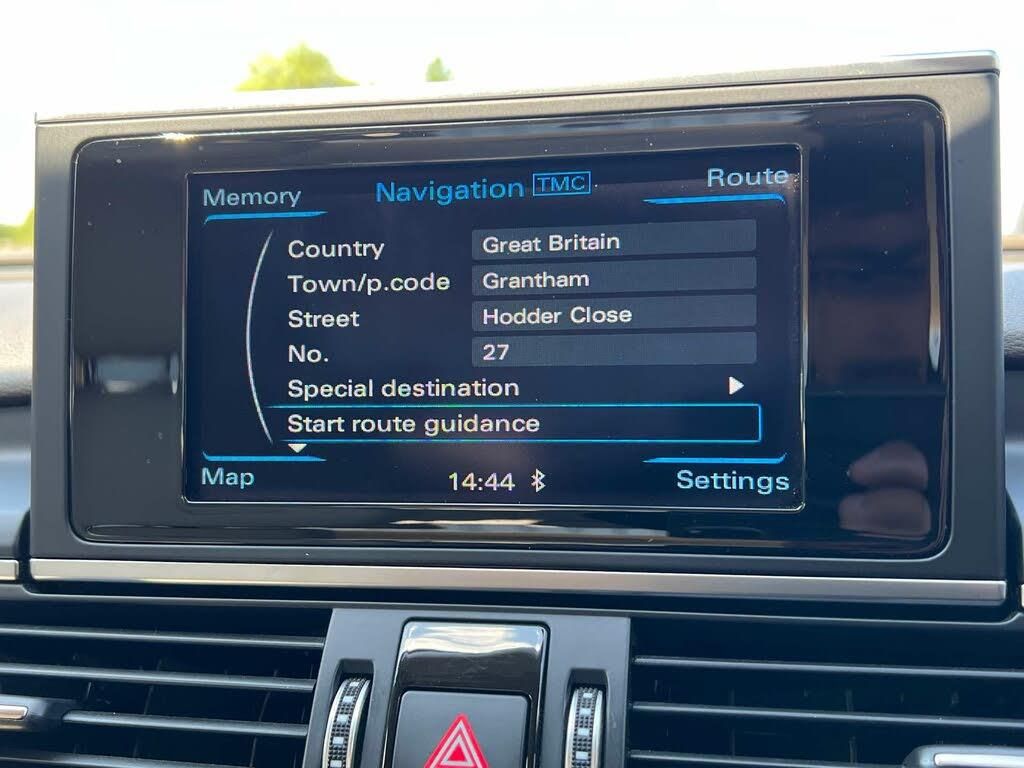 Memory Navigation TMC Route
Country Great Britain
Town/p.code Grantham
Street Hodder Close
No. 27
Special destination
Start route guidance
Map 14:44 Settings